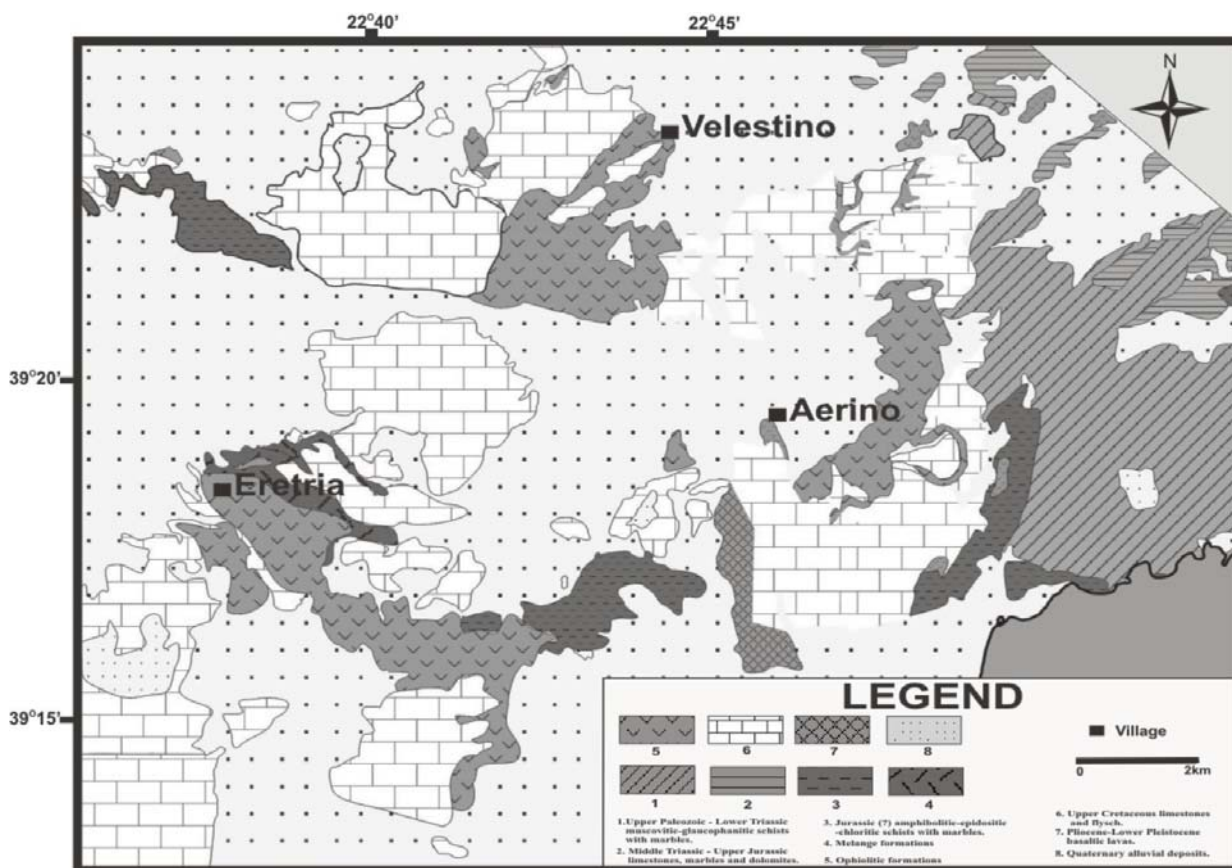 22°40'
22°45'
N
Velestino
39°20'
Aerino
Eretria
39°15'
LEGEND
5
6
7
8
Village
1
2
3
4
0
2km
1.Upper Paleozoic - Lower Triassic
muscovitic-glaucophanitic schists
with marbles.
2. Middle Triassic - Upper Jurassic
limestones, marbles and dolomites.
3. Jurassic (?) amphibolitic-epidositic
-chloritic schists with marbles.
4. Melange formations
5. Ophiolitic formations
6. Upper Cretaceous limestones
and flysch.
7. Pliocene-Lower Pleistocene
basaltic lavas.
8. Quaternary alluvial deposits.